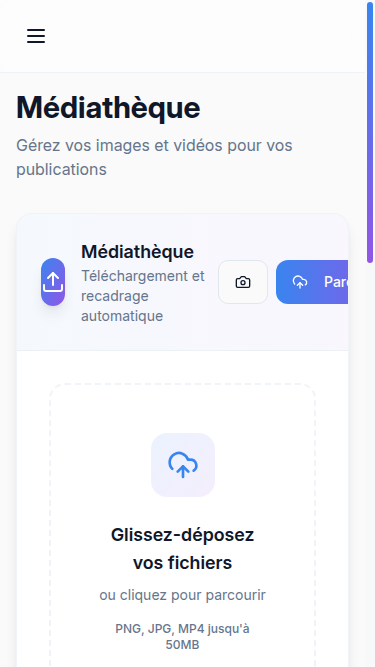 Médiathèque
Gérez vos images et vidéos pour vos
publications
Médiathèque
Téléchargement et
recadrage
automatique
Parc
Glissez-déposez
vos fichiers
ou cliquez pour parcourir
PNG, JPG, MP4 jusqu'à
50MB